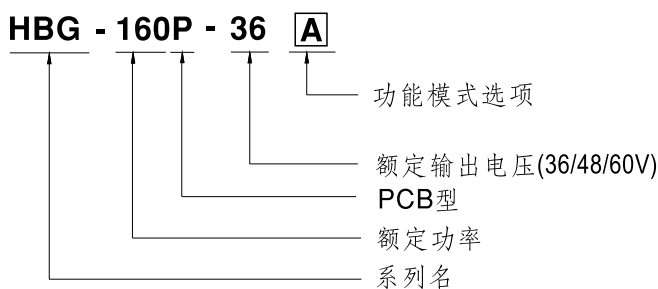 HBG - 160P - 36 A
功能模式选项
额定输出电压(36/48/60V)
PCB型
额定功率
系列名